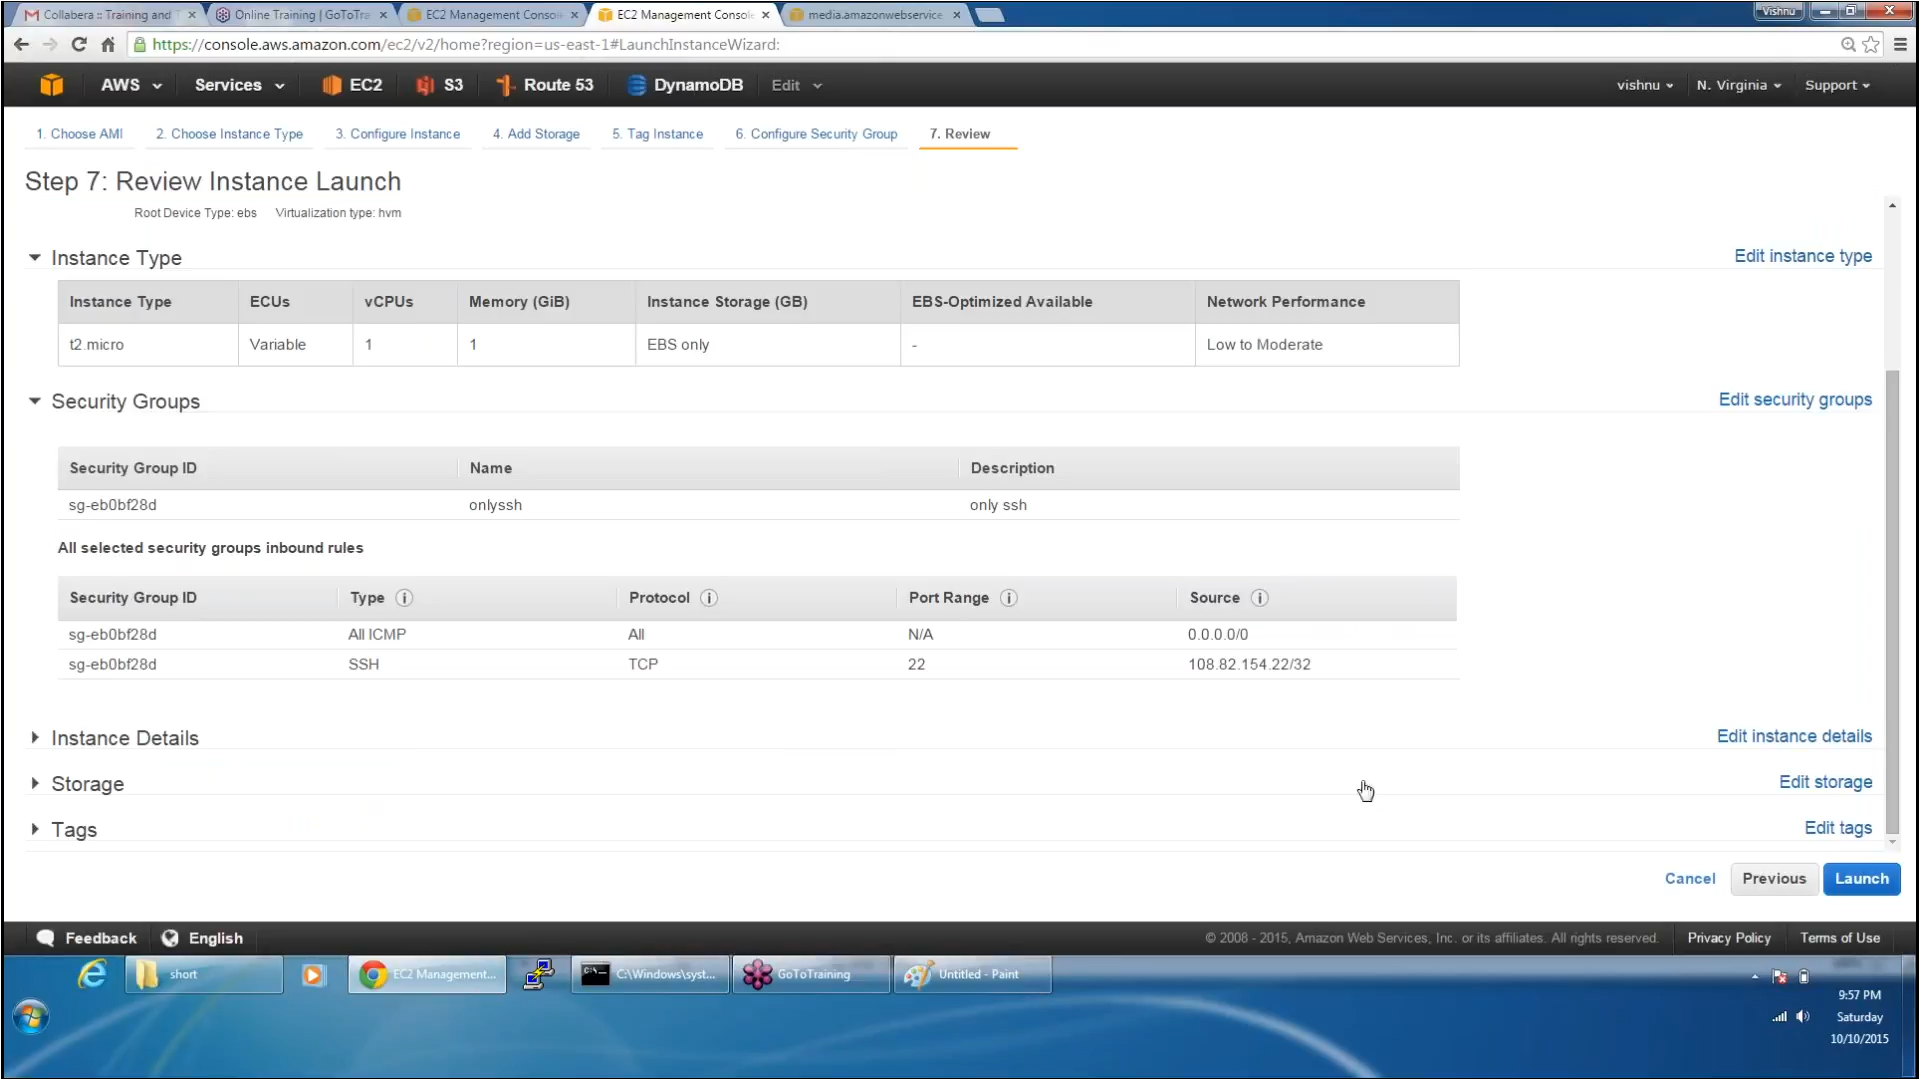 Collabera :: Training and T
Online Training | GoToTra
EC2 Management Consol
EC2 Management Consol
media.amazonwebservice
Vishnu
https://console.aws.amazon.com/ec2/v2/home?region=us-east-1#LaunchInstanceWizard:
AWS Services EC2 S3 Route 53 DynamoDB Edit vishnu N. Virginia Support
1. Choose AMI 2. Choose Instance Type 3. Configure Instance 4. Add Storage 5. Tag Instance 6. Configure Security Group 7. Review
Step 7: Review Instance Launch
Root Device Type: ebs Virtualization type: hvm
Instance Type Edit instance type
Instance Type ECUs vCPUs Memory (GiB) Instance Storage (GB) EBS-Optimized Available Network Performance
t2.micro Variable 1 1 EBS only - Low to Moderate
Security Groups Edit security groups
Security Group ID Name Description
sg-eb0bf28d onlyssh only ssh
All selected security groups inbound rules
Security Group ID Type i Protocol i Port Range i Source i
sg-eb0bf28d All ICMP All N/A 0.0.0.0/0
sg-eb0bf28d SSH TCP 22 108.82.154.22/32
Instance Details Edit instance details
Storage Edit storage
Tags Edit tags
Cancel Previous Launch
Feedback English © 2008 - 2015, Amazon Web Services, Inc. or its affiliates. All rights reserved. Privacy Policy Terms of Use
short EC2 Management... C:\Windows\syst... GoToTraining Untitled - Paint
9:57 PM
Saturday
10/10/2015